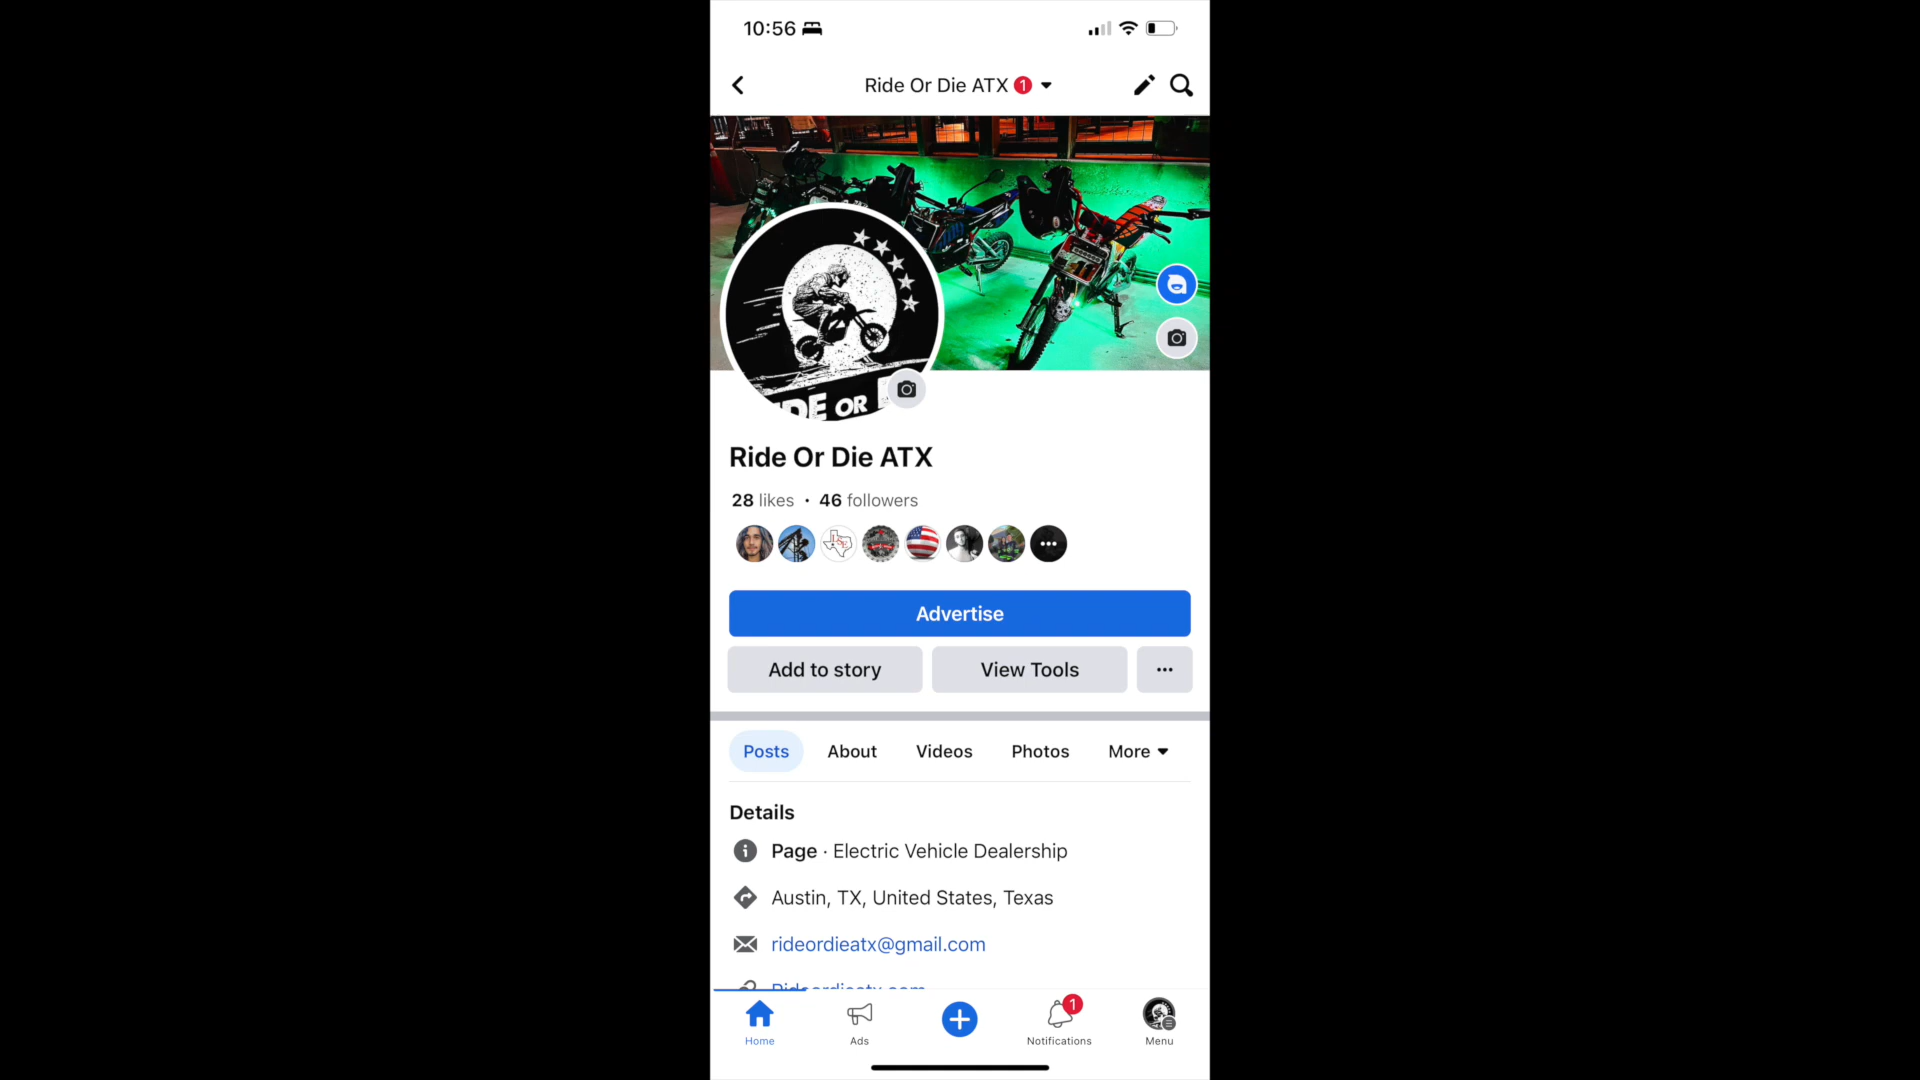 10:56
Ride Or Die ATX 1
DE OR
Ride Or Die ATX
28 likes · 46 followers
Advertise
Add to story
View Tools
Posts
About
Videos
Photos
More
Details
Page · Electric Vehicle Dealership
Austin, TX, United States, Texas
rideordieatx@gmail.com
Rideordieatx.com
1
Home
Ads
Notifications
Menu